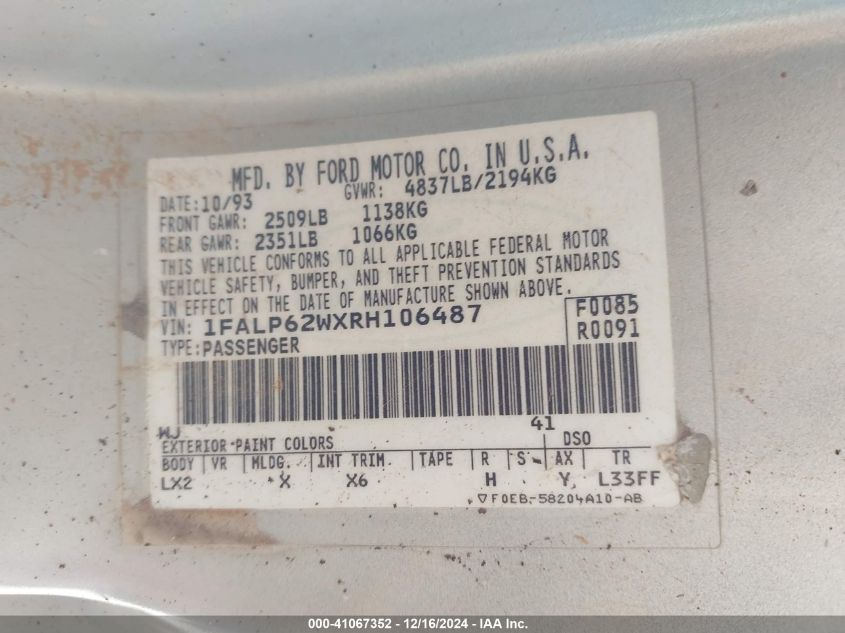 MFD. BY FORD MOTOR CO. IN U.S.A.
DATE: 10/93 GVWR: 4837LB/2194KG
FRONT GAWR: 2509LB 1138KG
REAR GAWR: 2351LB 1066KG
THIS VEHICLE CONFORMS TO ALL APPLICABLE FEDERAL MOTOR
VEHICLE SAFETY, BUMPER, AND THEFT PREVENTION STANDARDS
IN EFFECT ON THE DATE OF MANUFACTURE SHOWN ABOVE.
VIN: 1FALP62WXRH106487 F0085
TYPE: PASSENGER R0091
WJ 41
EXTERIOR PAINT COLORS DSO
BODY VR MLDG. INT TRIM. TAPE R S AX TR
LX2 X X6 H Y L33FF
▽F0EB-58204A10-AB
000-41067352 - 12/16/2024 - IAA Inc.